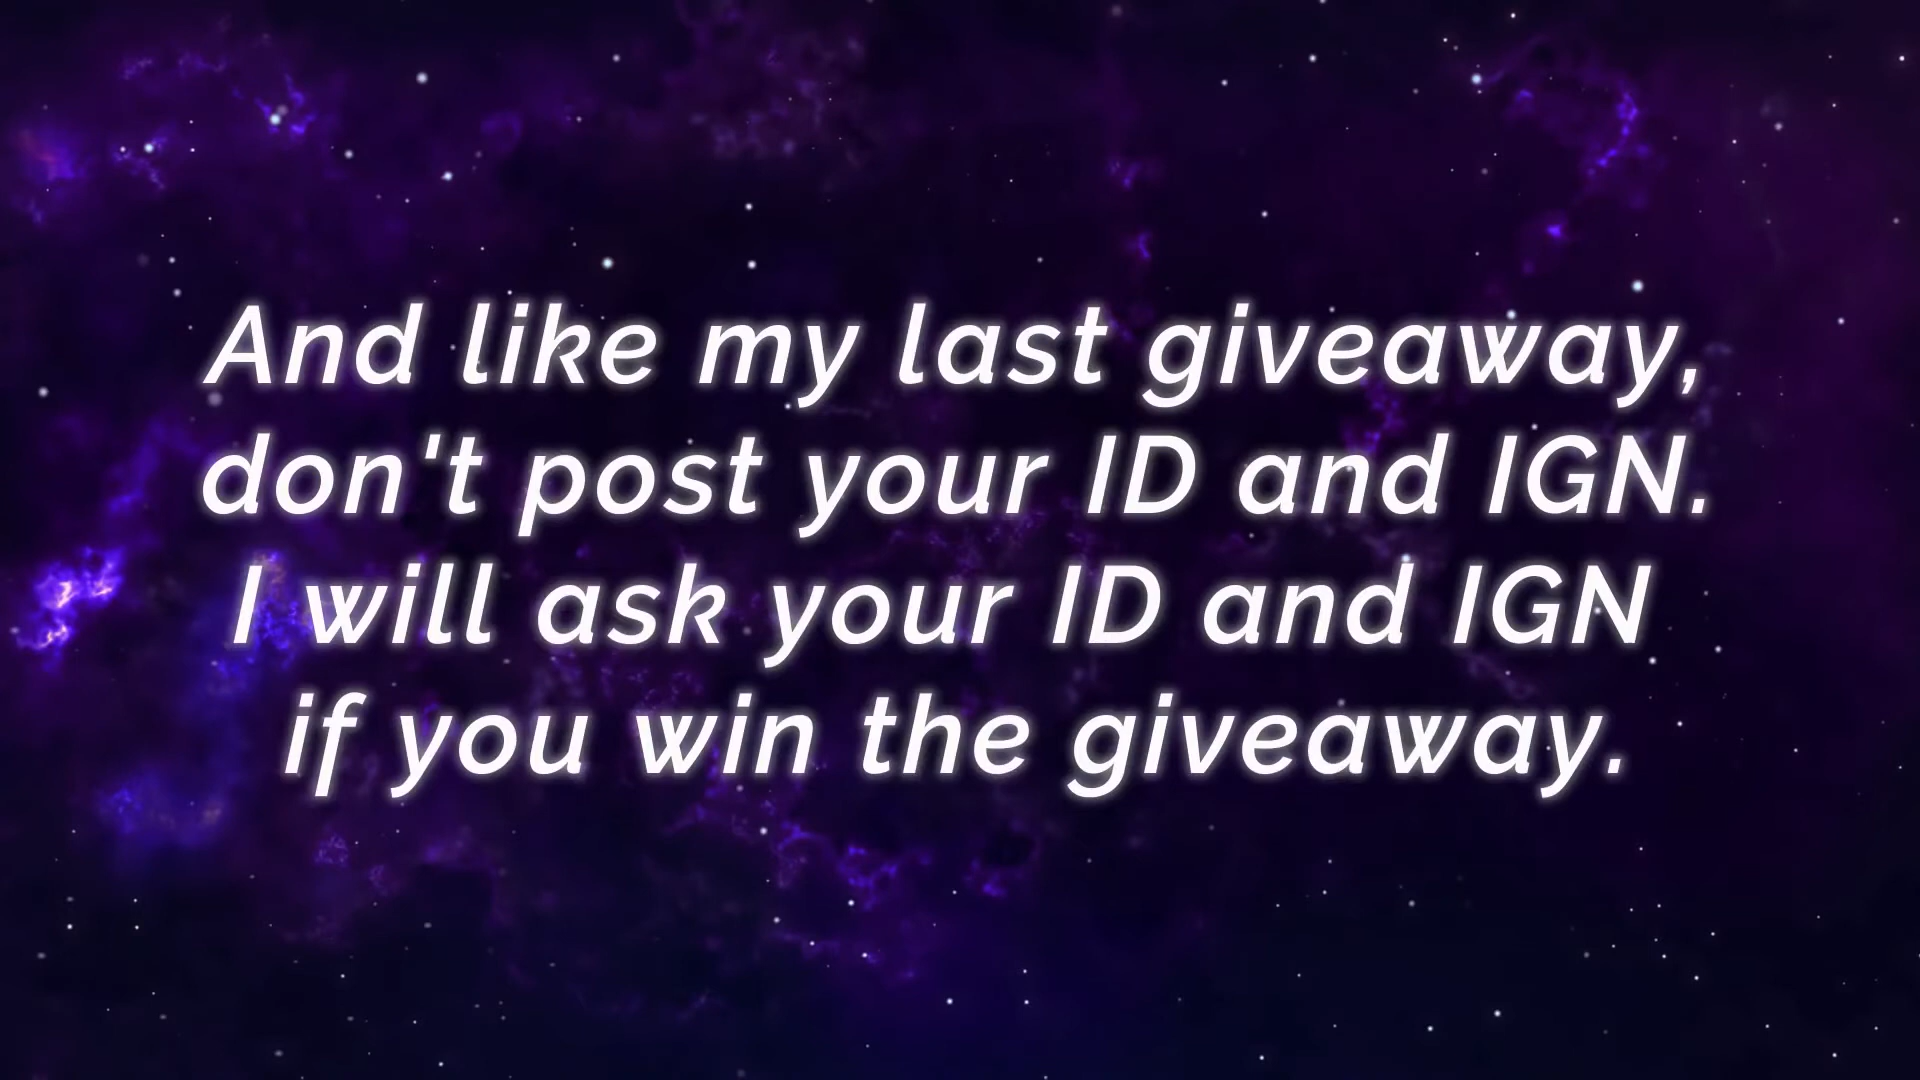 And like my last giveaway,
don't post your ID and IGN.
I will ask your ID and IGN
if you win the giveaway.